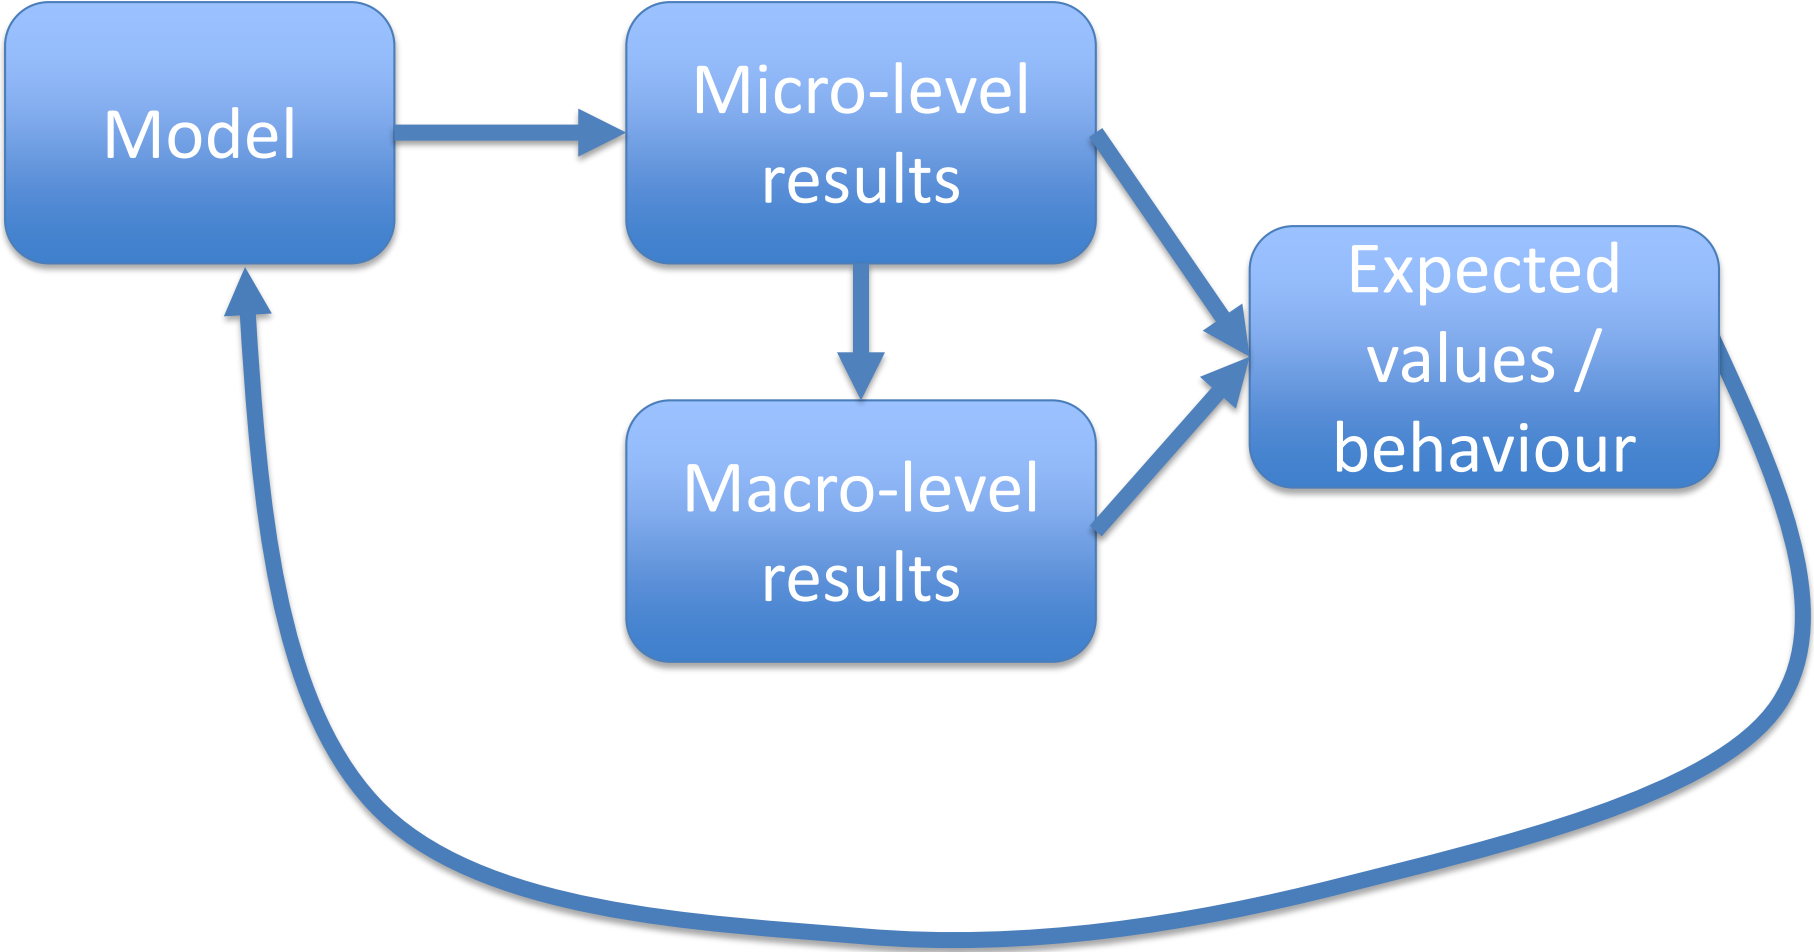 Model
Micro-level
results
Macro-level
results
Expected
values /
behaviour